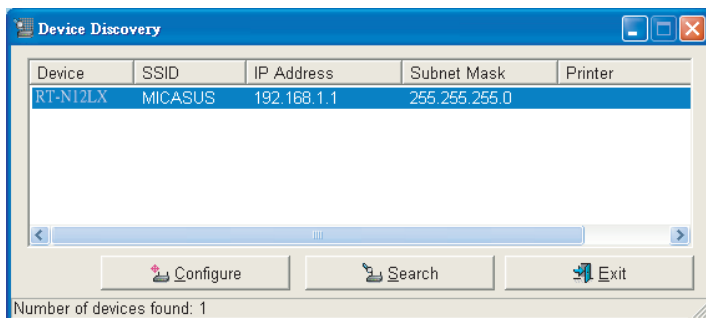 Device Discovery
Device SSID IP Address Subnet Mask Printer
RT-N12LX MICASUS 192.168.1.1 255.255.255.0
Configure Search Exit
Number of devices found: 1